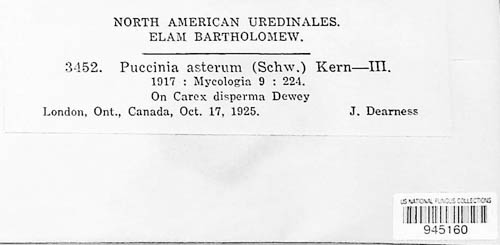 NORTH AMERICAN UREDINALES.
ELAM BARTHOLOMEW.
3452. Puccinia asterum (Schw.) Kern—III.
1917 : Mycologia 9 : 224.
On Carex disperma Dewey
London, Ont., Canada, Oct. 17, 1925. J. Dearness
US NATIONAL FUNGUS COLLECTIONS
945160